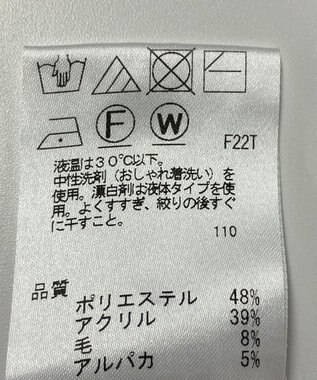 F
W
F22T
液温は30℃以下。
中性洗剤(おしゃれ着洗い)を
使用。漂白剤は液体タイプを使
用。よくすすぎ、絞りの後すぐ
に干すこと。
110
品質
ポリエステル 48%
アクリル 39%
毛 8%
アルパカ 5%